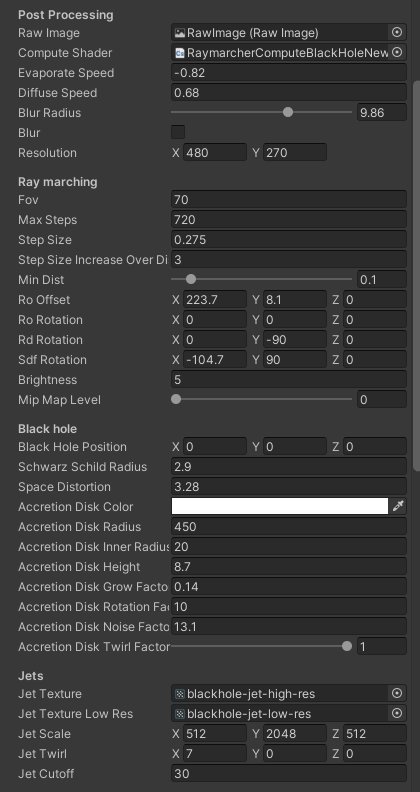 Post Processing
Raw Image RawImage (Raw Image)
Compute Shader RaymarcherComputeBlackHoleNew
Evaporate Speed -0.82
Diffuse Speed 0.68
Blur Radius 9.86
Blur
Resolution X 480 Y 270
Ray marching
Fov 70
Max Steps 720
Step Size 0.275
Step Size Increase Over Di 3
Min Dist 0.1
Ro Offset X 223.7 Y 8.1 Z 0
Ro Rotation X 0 Y 0 Z 0
Rd Rotation X 0 Y -90 Z 0
Sdf Rotation X -104.7 Y 90 Z 0
Brightness 5
Mip Map Level 0
Black hole
Black Hole Position X 0 Y 0 Z 0
Schwarz Schild Radius 2.9
Space Distortion 3.28
Accretion Disk Color
Accretion Disk Radius 450
Accretion Disk Inner Radius 20
Accretion Disk Height 8.7
Accretion Disk Grow Facto 0.14
Accretion Disk Rotation Fac 10
Accretion Disk Noise Facto 13.1
Accretion Disk Twirl Factor 1
Jets
Jet Texture blackhole-jet-high-res
Jet Texture Low Res blackhole-jet-low-res
Jet Scale X 512 Y 2048 Z 512
Jet Twirl X 7 Y 0 Z 0
Jet Cutoff 30